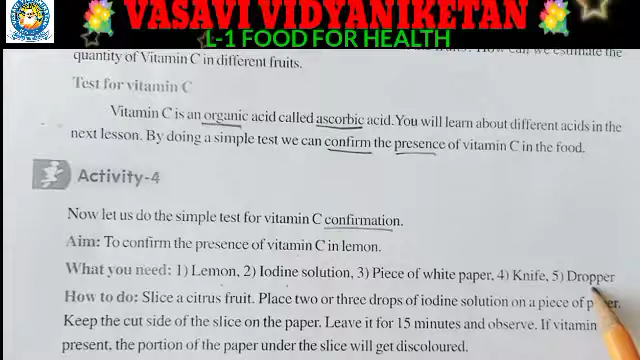 VASAVI VIDYANIKETAN
L-1 FOOD FOR HEALTH
How can we estimate the
quantity of Vitamin C in different fruits.
Test for vitamin C
Vitamin C is an organic acid called ascorbic acid. You will learn about different acids in the
next lesson. By doing a simple test we can confirm the presence of vitamin C in the food.
Activity-4
Now let us do the simple test for vitamin C confirmation.
Aim: To confirm the presence of vitamin C in lemon.
What you need: 1) Lemon, 2) Iodine solution, 3) Piece of white paper, 4) Knife, 5) Dropper
How to do: Slice a citrus fruit. Place two or three drops of iodine solution on a piece of
Keep the cut side of the slice on the paper. Leave it for 15 minutes and observe. If vitamin
present, the portion of the paper under the slice will get discoloured.